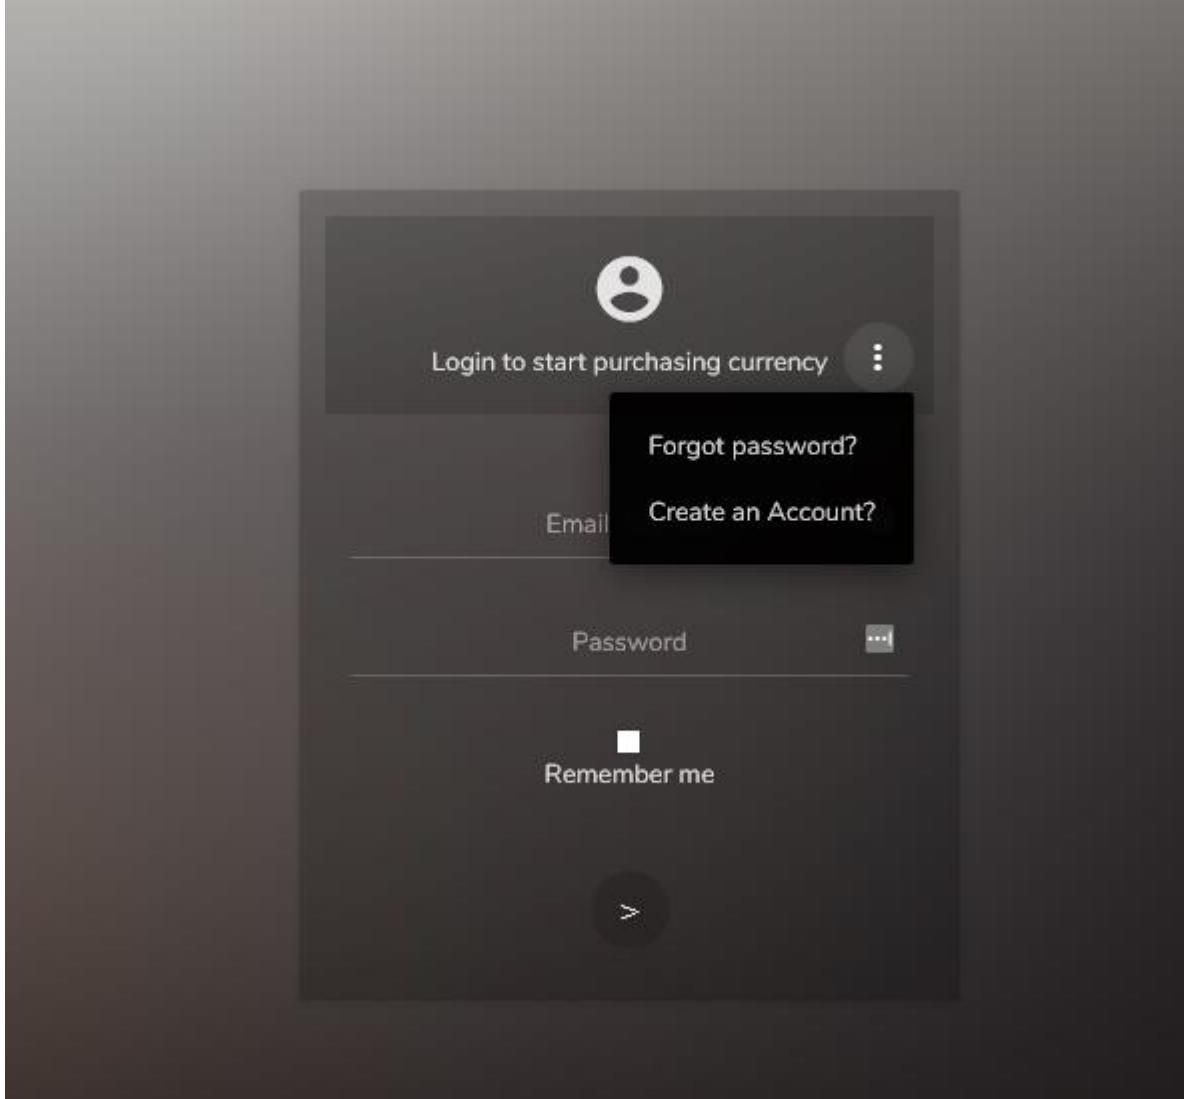 Login to start purchasing currency
Forgot password?
Create an Account?
Email
Password
Remember me
>